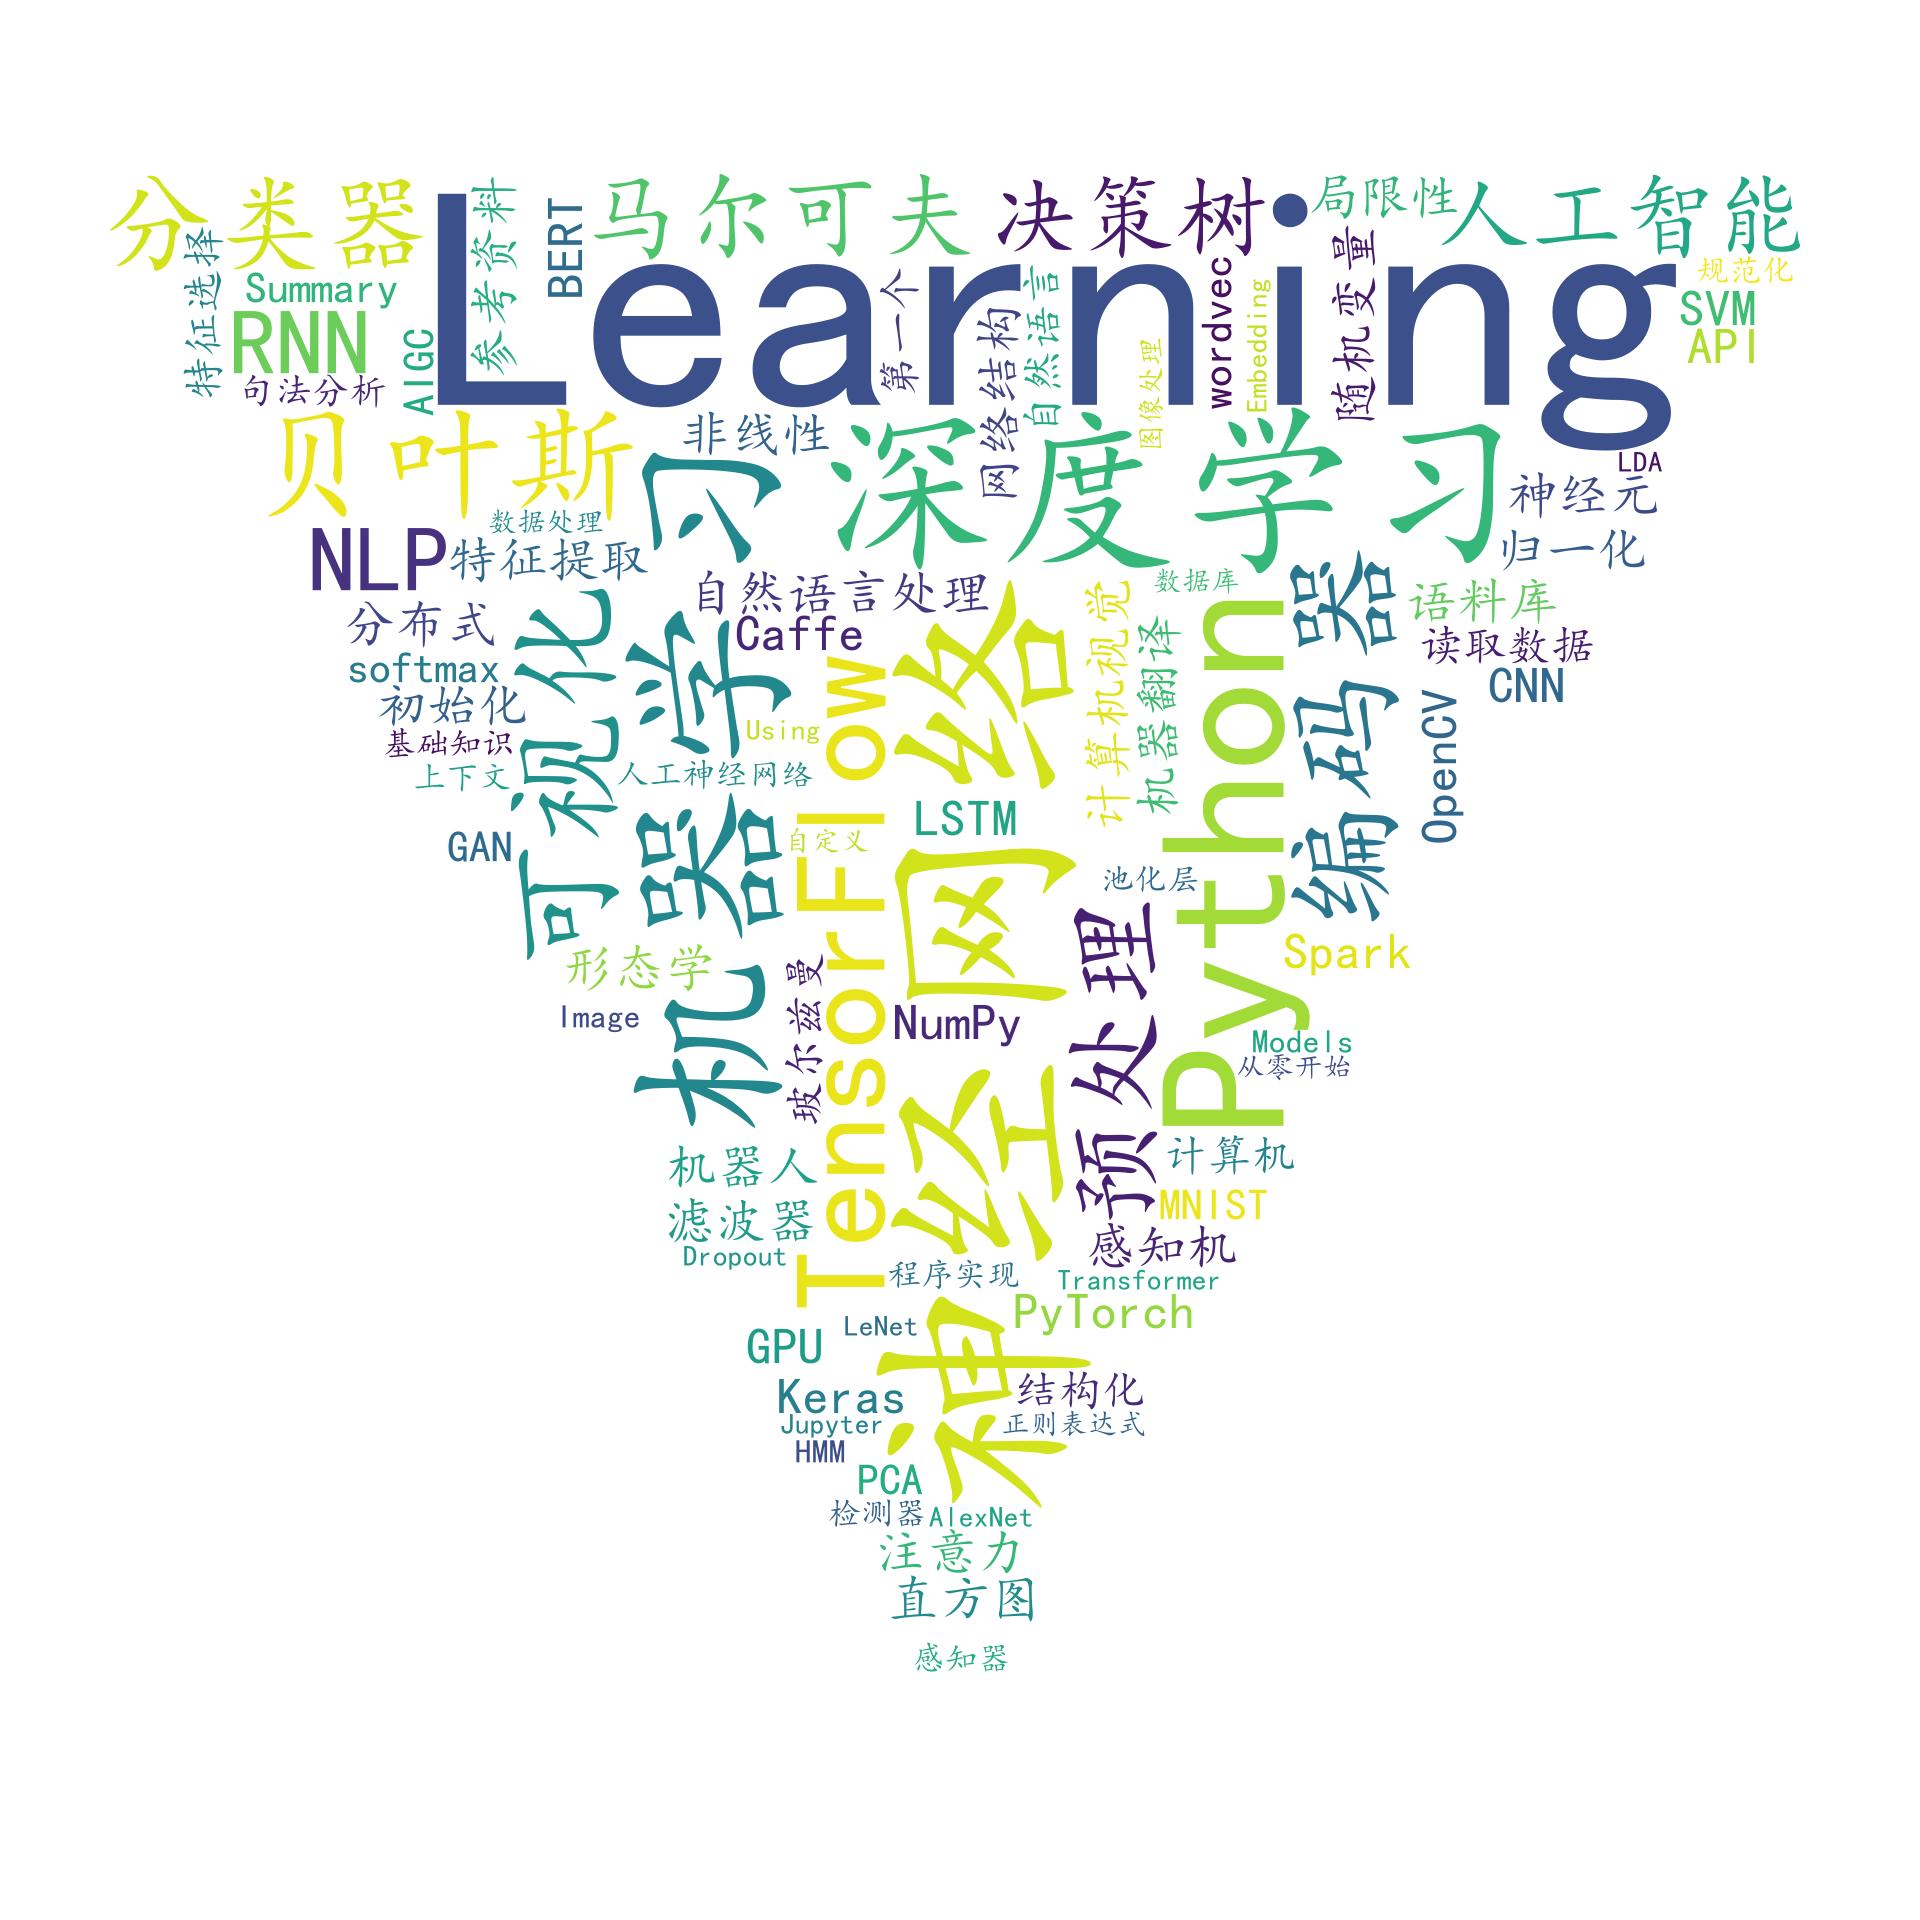 分类器
马尔可夫
决策树
局限性
人工智能
Learning
特征选择
参考资料
BERT
Summary
RNN
AIGC
句法分析
第一个
网络结构
自然语言
图像处理
wordvec
Embedding
随机变量
规范化
SVM
API
贝叶斯
非线性
深度学习
LDA
神经元
归一化
NLP
数据处理
特征提取
机器学习
自然语言处理
Caffe
数据库
计算机视觉
机器翻译
Python
编码器
语料库
读取数据
CNN
OpenCV
分布式
softmax
初始化
基础知识
上下文
可视化
Using
人工神经网络
TensorFlow
神经网络
LSTM
GAN
自定义
池化层
预处理
Spark
形态学
Image
玻尔兹曼
NumPy
Models
从零开始
机器人
计算机
滤波器
MNIST
Dropout
感知机
程序实现
Transformer
PyTorch
LeNet
GPU
Keras
结构化
Jupyter
正则表达式
HMM
PCA
检测器
AlexNet
注意力
直方图
感知器